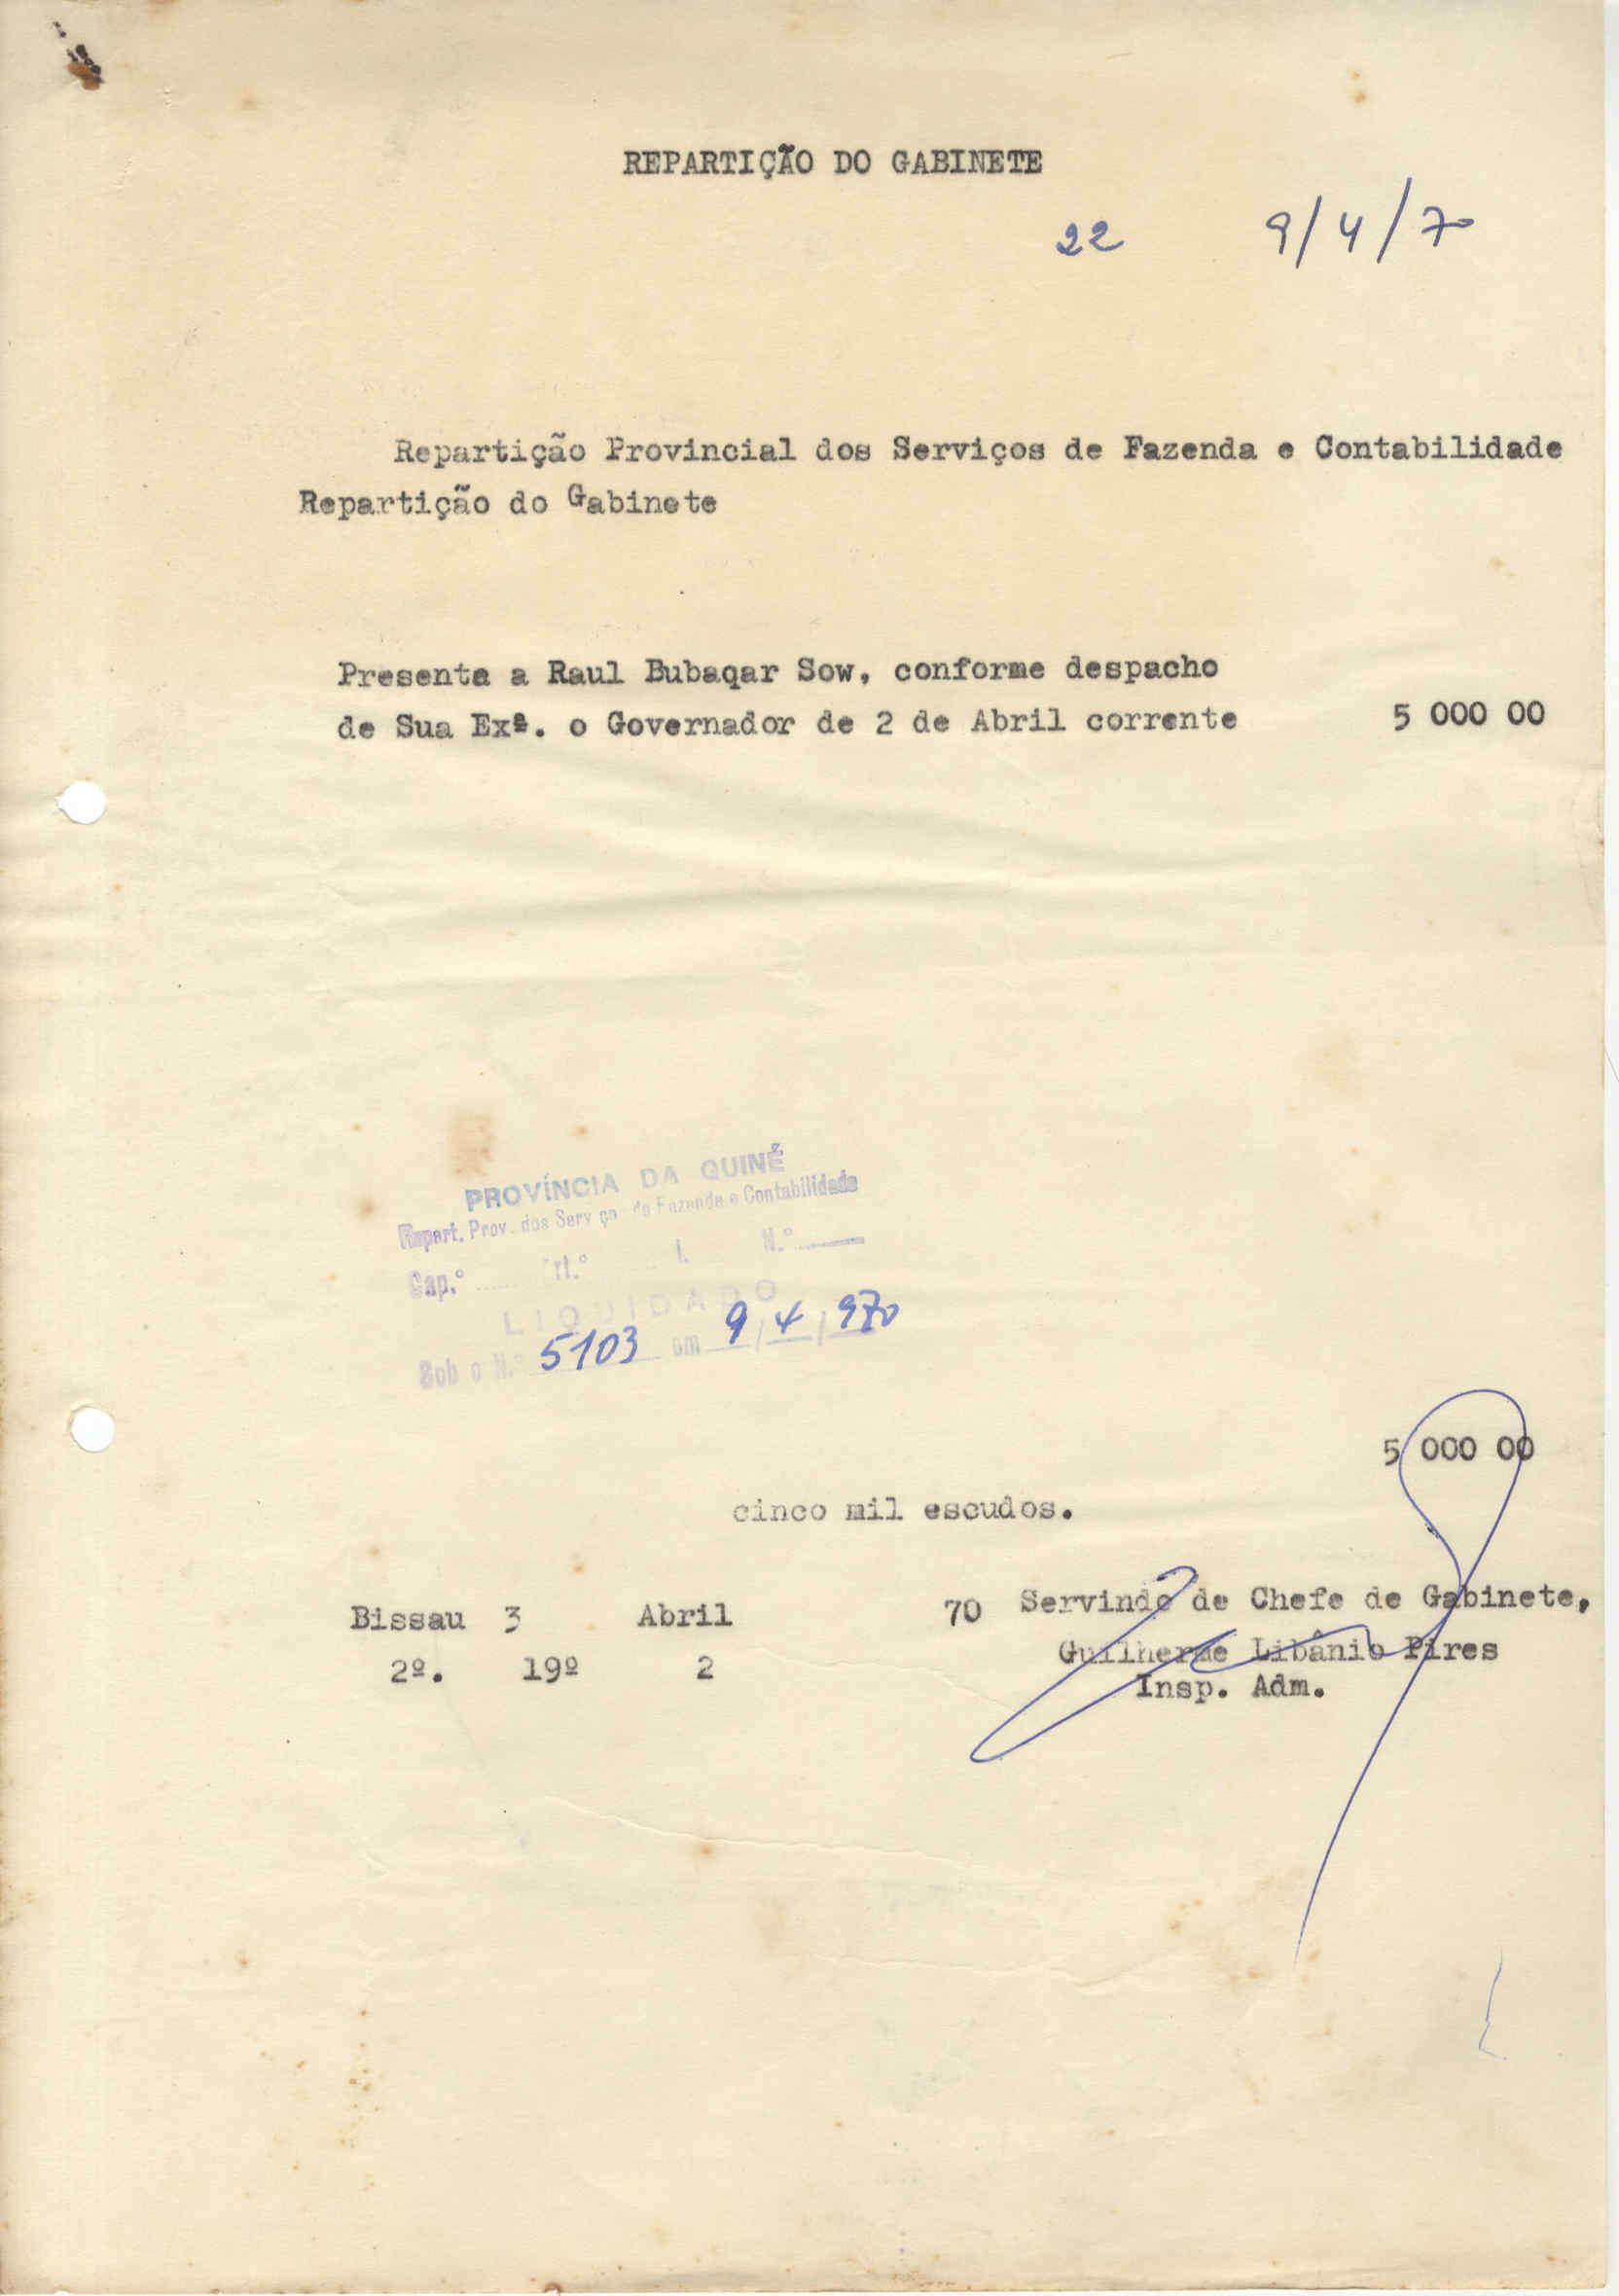 REPARTIÇÃO DO GABINETE
22 9/4/70
Repartição Provincial dos Serviços de Fazenda e Contabilidade
Repartição do Gabinete
Presente a Raul Bubaqar Sow, conforme despacho
de Sua Exª. o Governador de 2 de Abril corrente 5 000 00
PROVÍNCIA DA GUINÉ
Repart. Prov. dos Serviços de Fazenda e Contabilidade
Cap.º rt.º N.º
LIQUIDADO
Sob o N.º 5103 em 9/4/970
5 000 00
cinco mil escudos.
Bissau 3 Abril 70 Servindo de Chefe de Gabinete,
Guilherme Libânio Pires
2º. 19º 2
Insp. Adm.